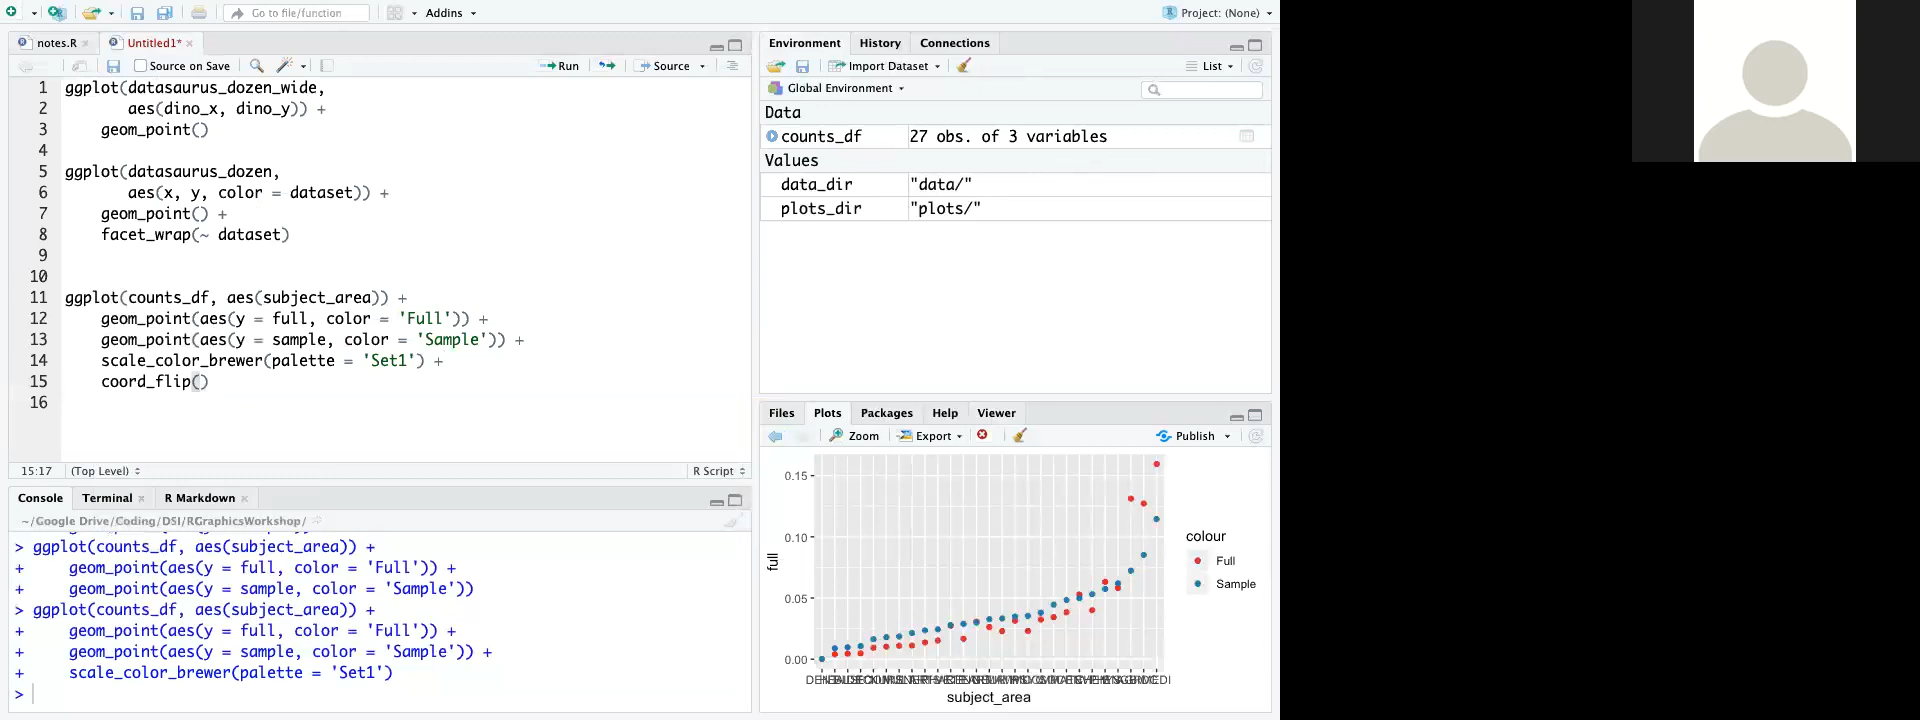 Go to file/function
Addins
Project: (None)
notes.R
Untitled1*
Source on Save
Run
Source
1 ggplot(datasaurus_dozen_wide,
2 aes(dino_x, dino_y)) +
3 geom_point()
4
5 ggplot(datasaurus_dozen,
6 aes(x, y, color = dataset)) +
7 geom_point() +
8 facet_wrap(~ dataset)
9
10
11 ggplot(counts_df, aes(subject_area)) +
12 geom_point(aes(y = full, color = 'Full')) +
13 geom_point(aes(y = sample, color = 'Sample')) +
14 scale_color_brewer(palette = 'Set1') +
15 coord_flip()
16
15:17 (Top Level) R Script
Console Terminal R Markdown
~/Google Drive/Coding/DSI/RGraphicsWorkshop/
> ggplot(counts_df, aes(subject_area)) +
+ geom_point(aes(y = full, color = 'Full')) +
+ geom_point(aes(y = sample, color = 'Sample'))
> ggplot(counts_df, aes(subject_area)) +
+ geom_point(aes(y = full, color = 'Full')) +
+ geom_point(aes(y = sample, color = 'Sample')) +
+ scale_color_brewer(palette = 'Set1')
>
Environment History Connections
Import Dataset
List
Global Environment
Data
counts_df 27 obs. of 3 variables
Values
data_dir "data/"
plots_dir "plots/"
Files Plots Packages Help Viewer
Zoom Export Publish
0.15
0.10
0.05
0.00
full
subject_area
colour
Full
Sample